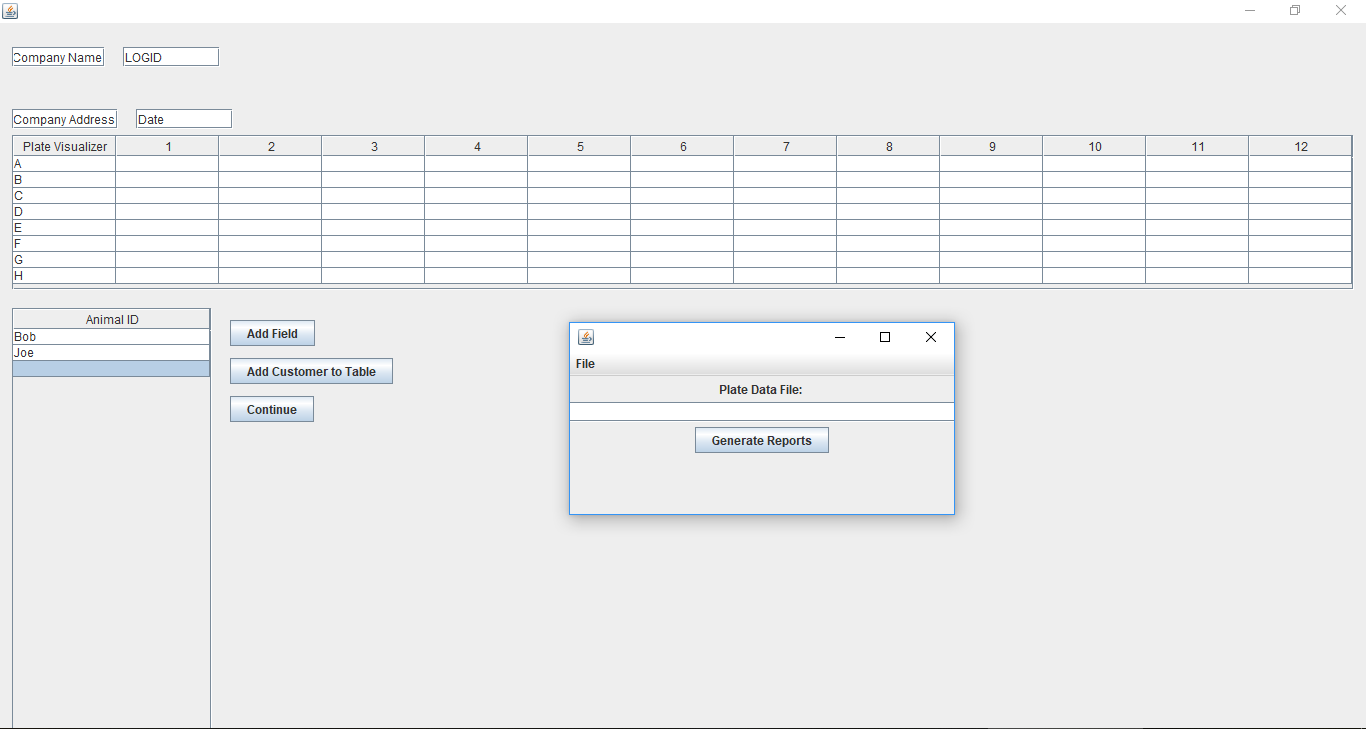 Company Name LOGID
Company Address Date
Plate Visualizer 1 2 3 4 5 6 7 8 9 10 11 12
A
B
C
D
E
F
G
H
Animal ID
Bob
Joe
Add Field
Add Customer to Table
Continue
File
Plate Data File:
Generate Reports